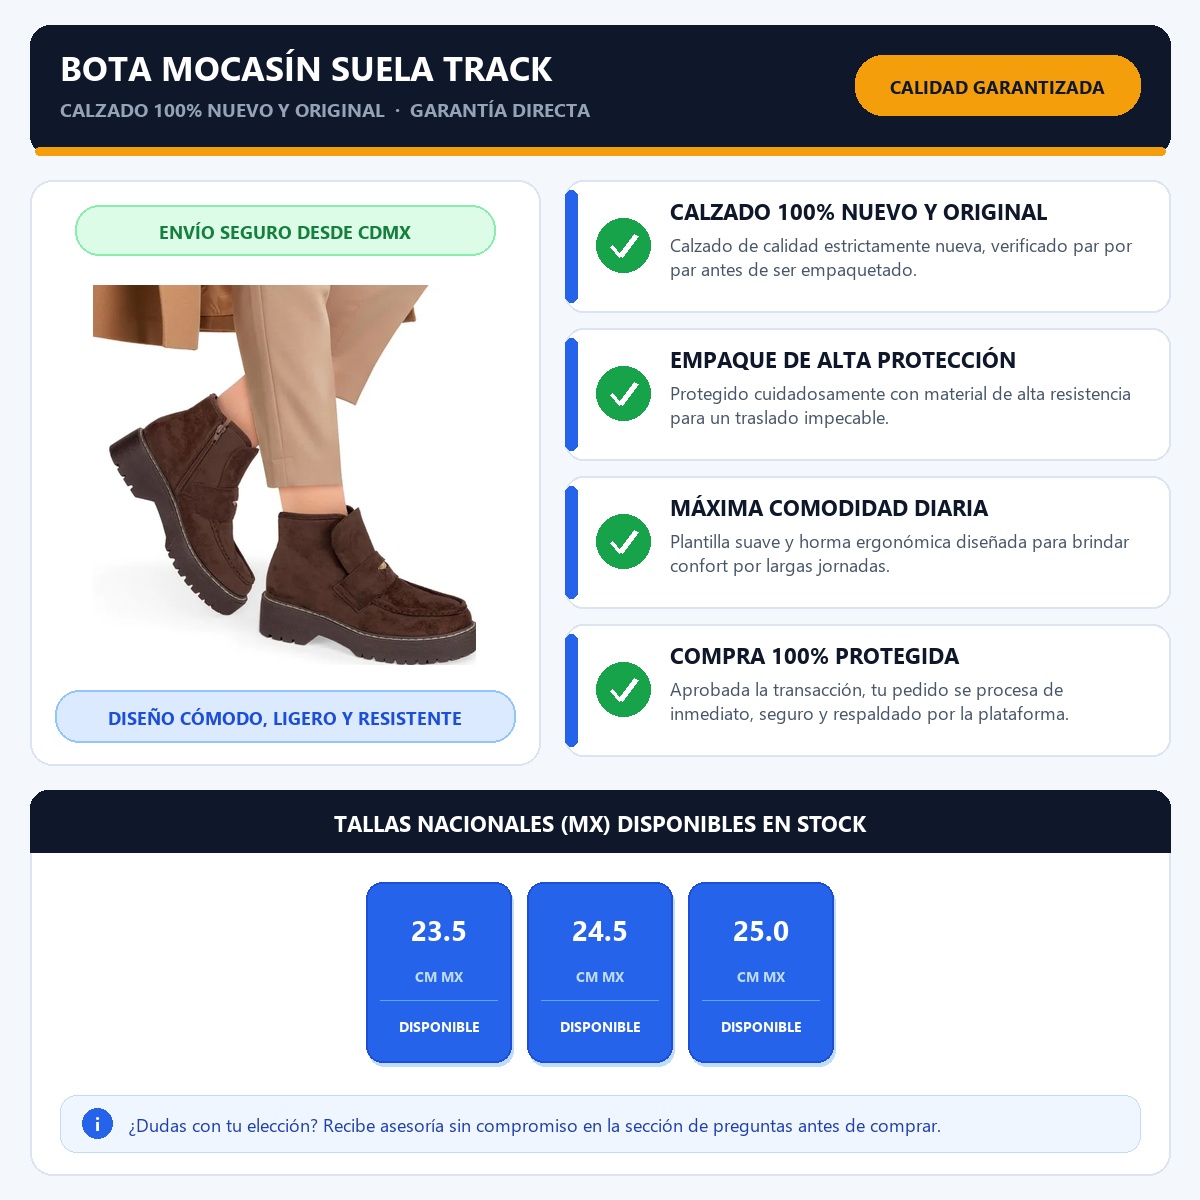 BOTA MOCASÍN SUELA TRACK
CALZADO 100% NUEVO Y ORIGINAL · GARANTÍA DIRECTA
CALIDAD GARANTIZADA
ENVÍO SEGURO DESDE CDMX
DISEÑO CÓMODO, LIGERO Y RESISTENTE
CALZADO 100% NUEVO Y ORIGINAL
Calzado de calidad estrictamente nueva, verificado par por
par antes de ser empaquetado.
EMPAQUE DE ALTA PROTECCIÓN
Protegido cuidadosamente con material de alta resistencia
para un traslado impecable.
MÁXIMA COMODIDAD DIARIA
Plantilla suave y horma ergonómica diseñada para brindar
confort por largas jornadas.
COMPRA 100% PROTEGIDA
Aprobada la transacción, tu pedido se procesa de
inmediato, seguro y respaldado por la plataforma.
TALLAS NACIONALES (MX) DISPONIBLES EN STOCK
23.5
CM MX
DISPONIBLE
24.5
CM MX
DISPONIBLE
25.0
CM MX
DISPONIBLE
¿Dudas con tu elección? Recibe asesoría sin compromiso en la sección de preguntas antes de comprar.